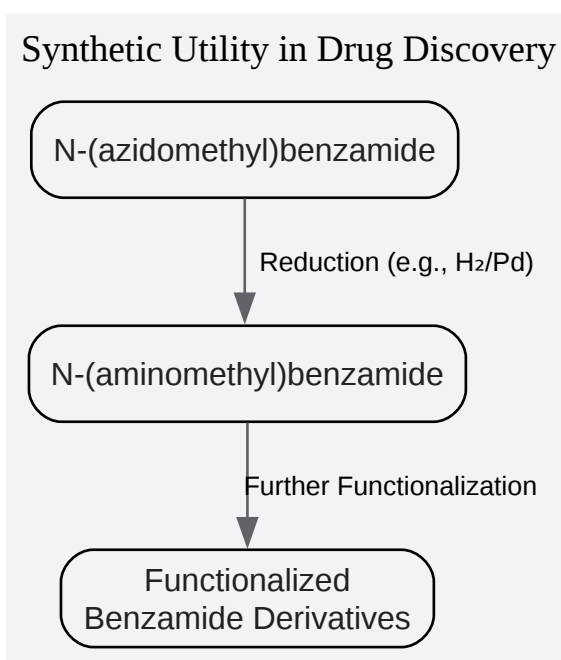 Synthetic Utility in Drug Discovery
N-(azidomethyl)benzamide
Reduction (e.g., H₂/Pd)
N-(aminomethyl)benzamide
Further Functionalization
Functionalized
Benzamide Derivatives